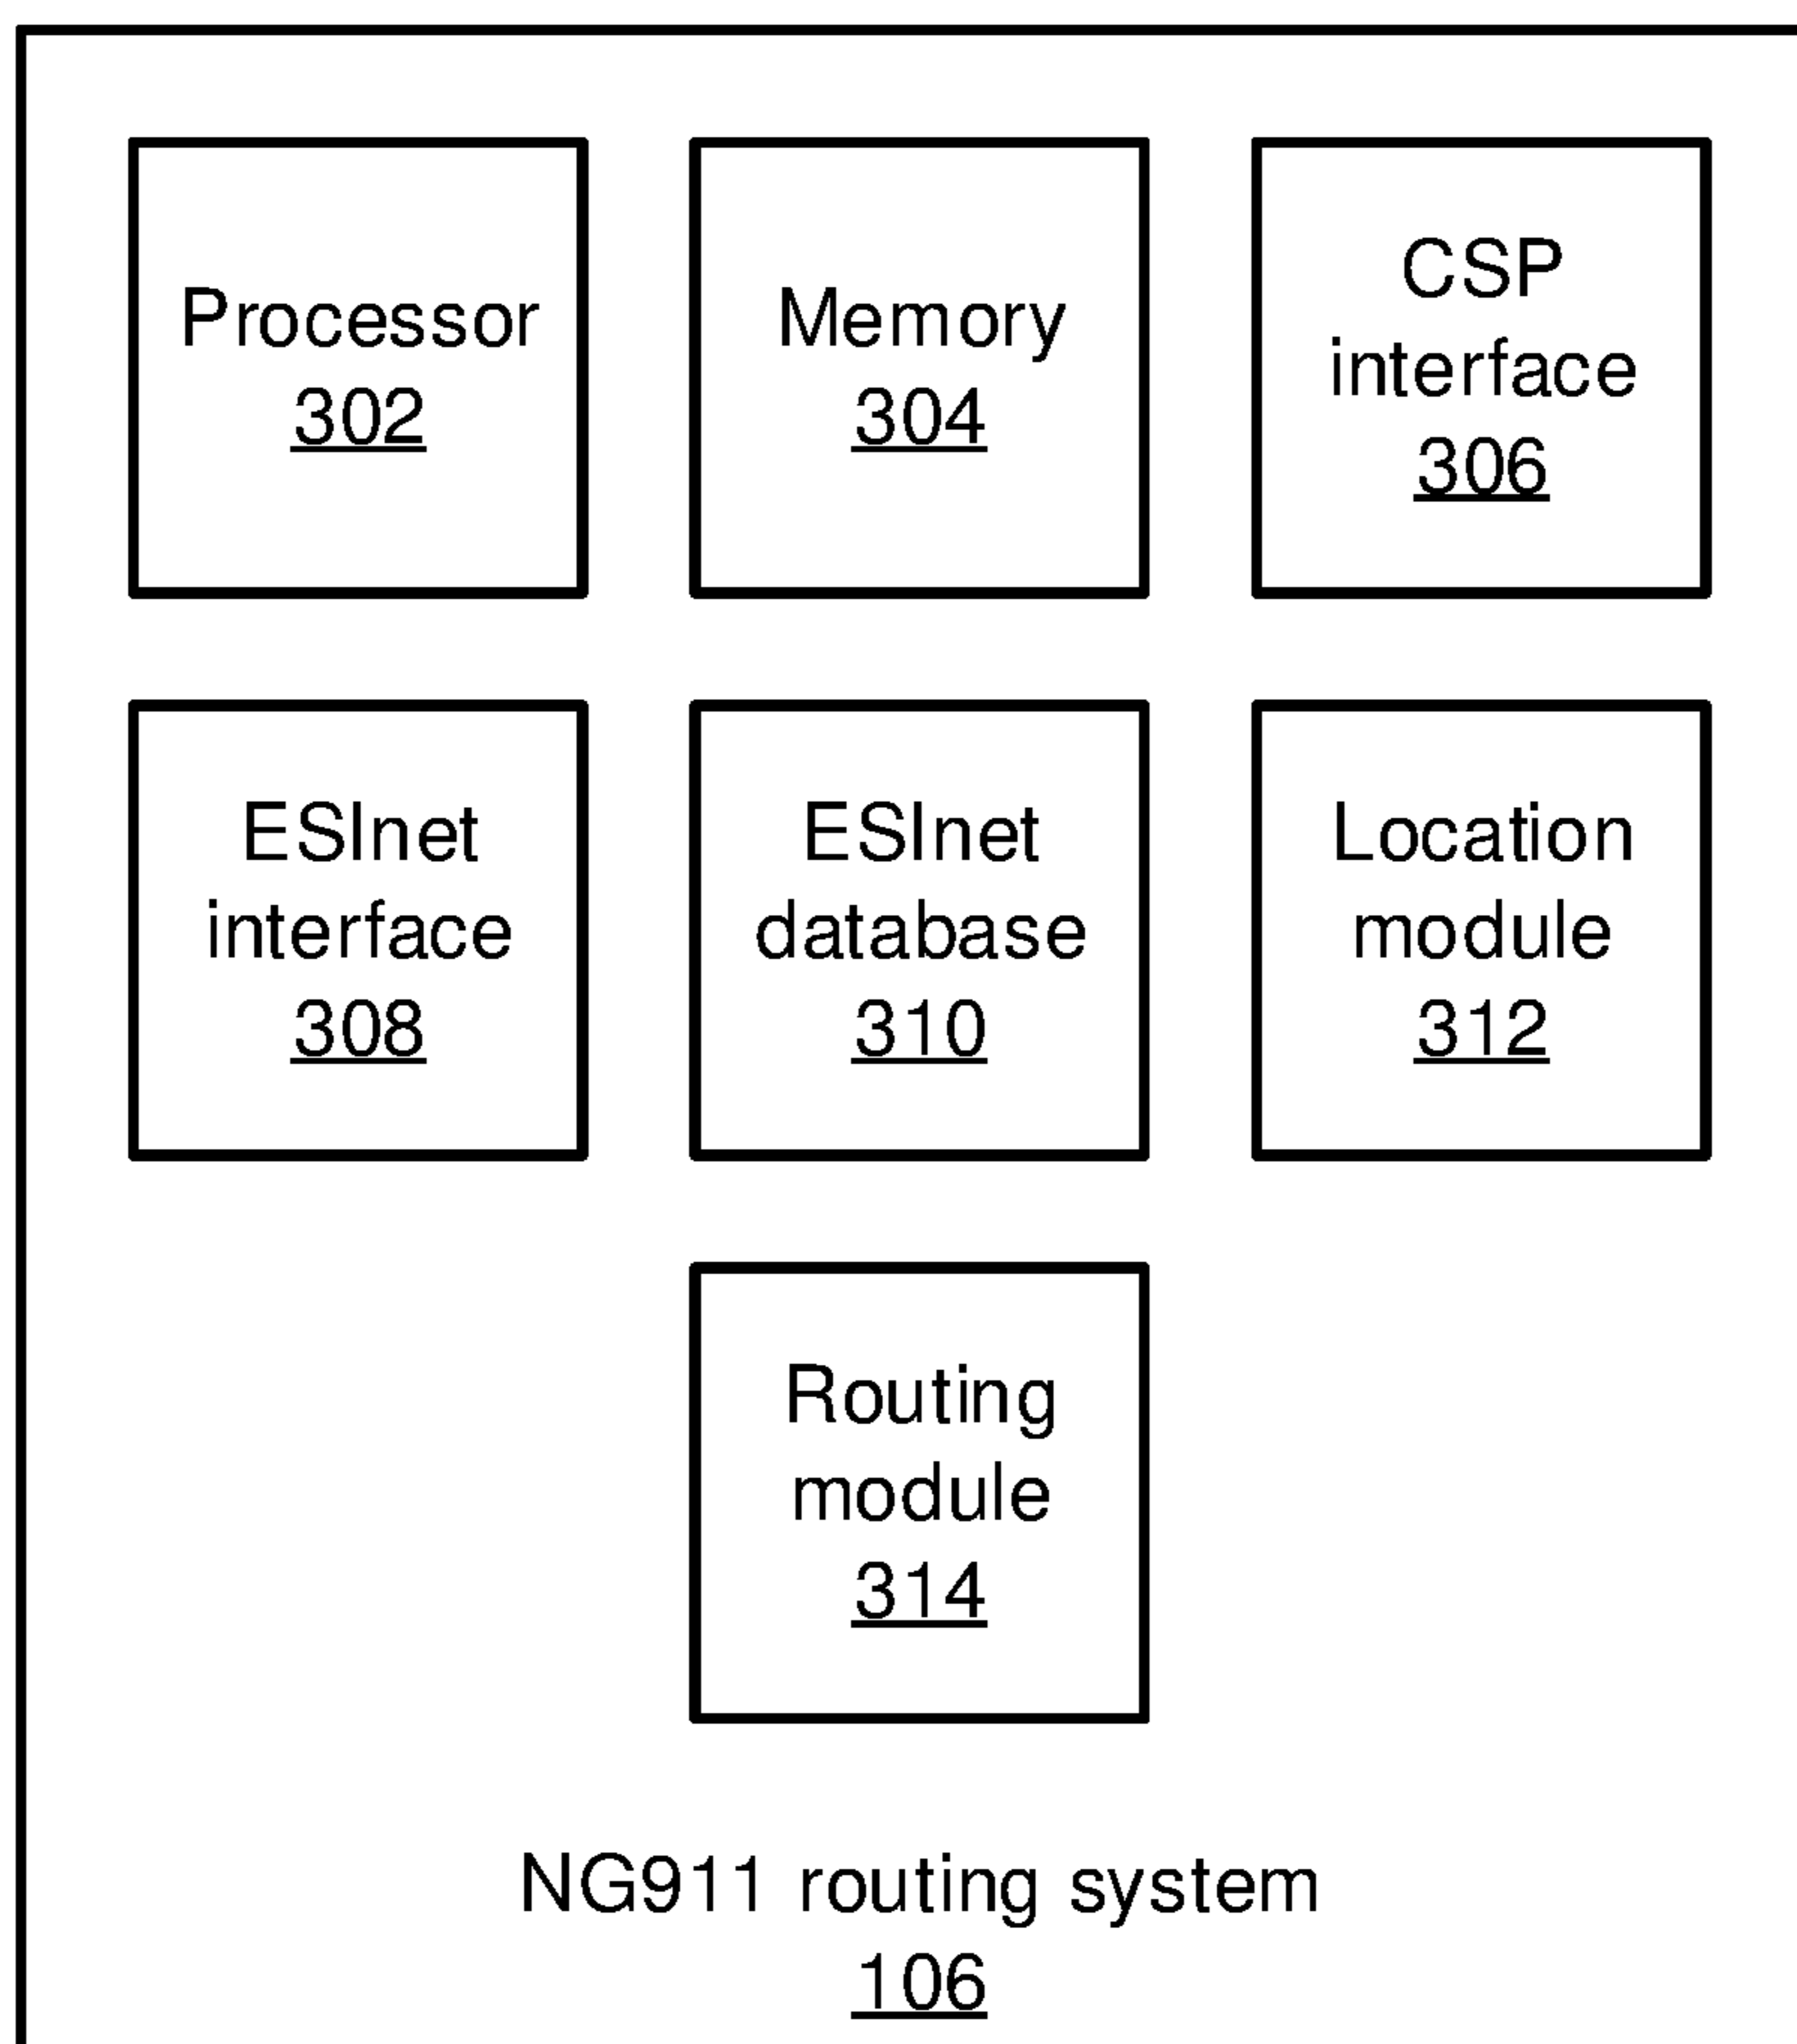 Processor
302
Memory
304
CSP
interface
306
ESInet
interface
308
ESInet
database
310
Location
module
312
Routing
module
314
NG911 routing system
106